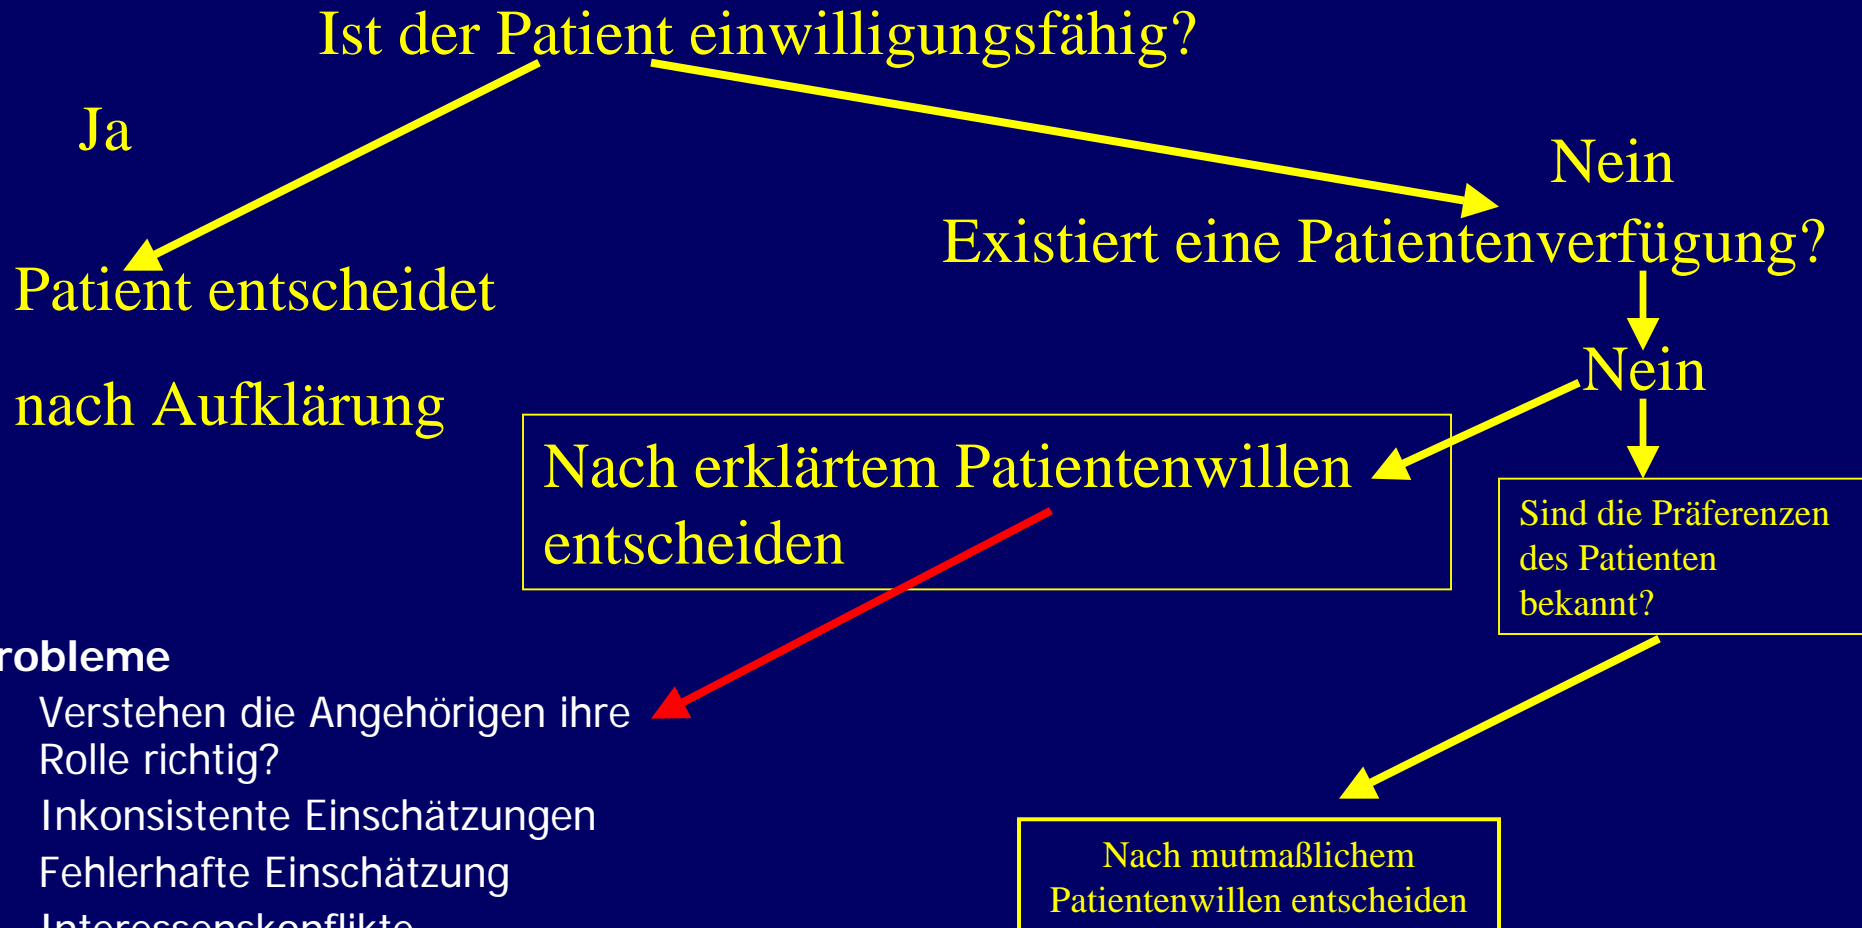 Ist der Patient einwilligungsfähig?
Ja
Nein
Existiert eine Patientenverfügung?
Patient entscheidet
nach Aufklärung
Nein
Nach erklärtem Patientenwillen
entscheiden
Sind die Präferenzen
des Patienten
bekannt?
robleme
Verstehen die Angehörigen ihre
Rolle richtig?
Inkonsistente Einschätzungen
Fehlerhafte Einschätzung
Interessenskonflikte
Nach mutmaßlichem
Patientenwillen entscheiden